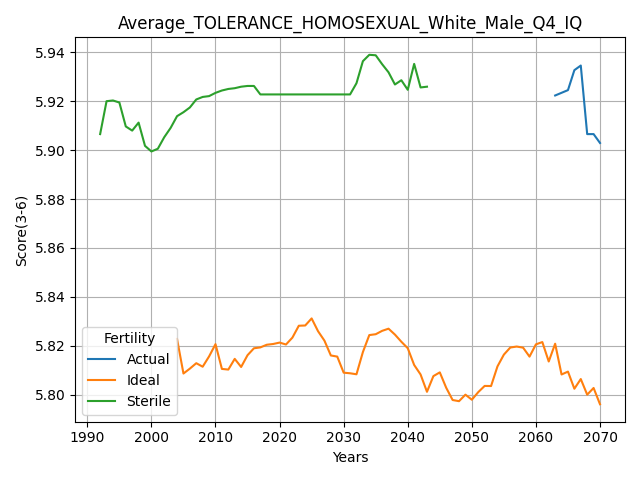 Average_TOLERANCE_HOMOSEXUAL_White_Male_Q4_IQ
Score(3-6)
5.94
5.92
5.90
5.88
5.86
5.84
5.82
5.80
Fertility
Actual
Ideal
Sterile
1990 2000 2010 2020 2030 2040 2050 2060 2070
Years